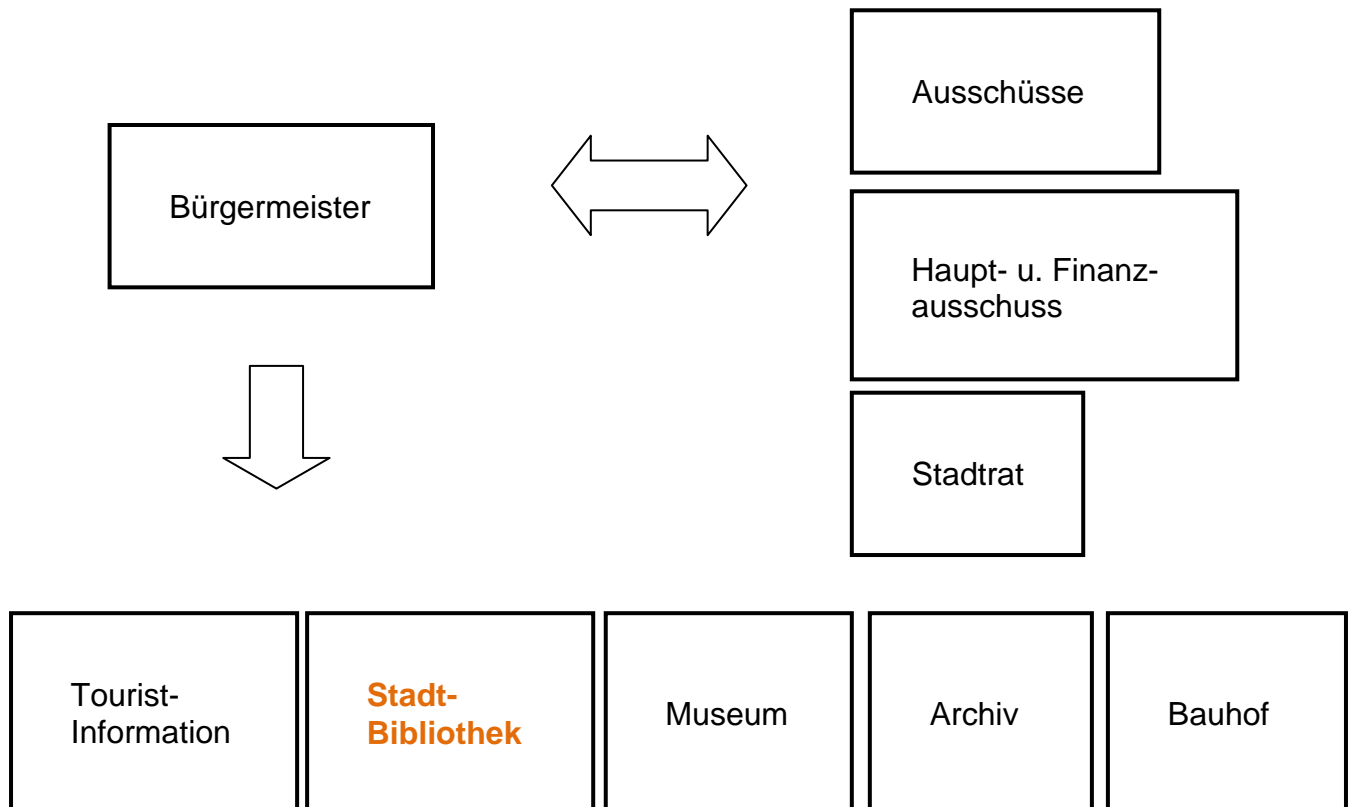 Ausschüsse
Bürgermeister
Haupt- u. Finanz-
ausschuss
Stadtrat
Tourist-
Information
Stadt-
Bibliothek
Museum
Archiv
Bauhof